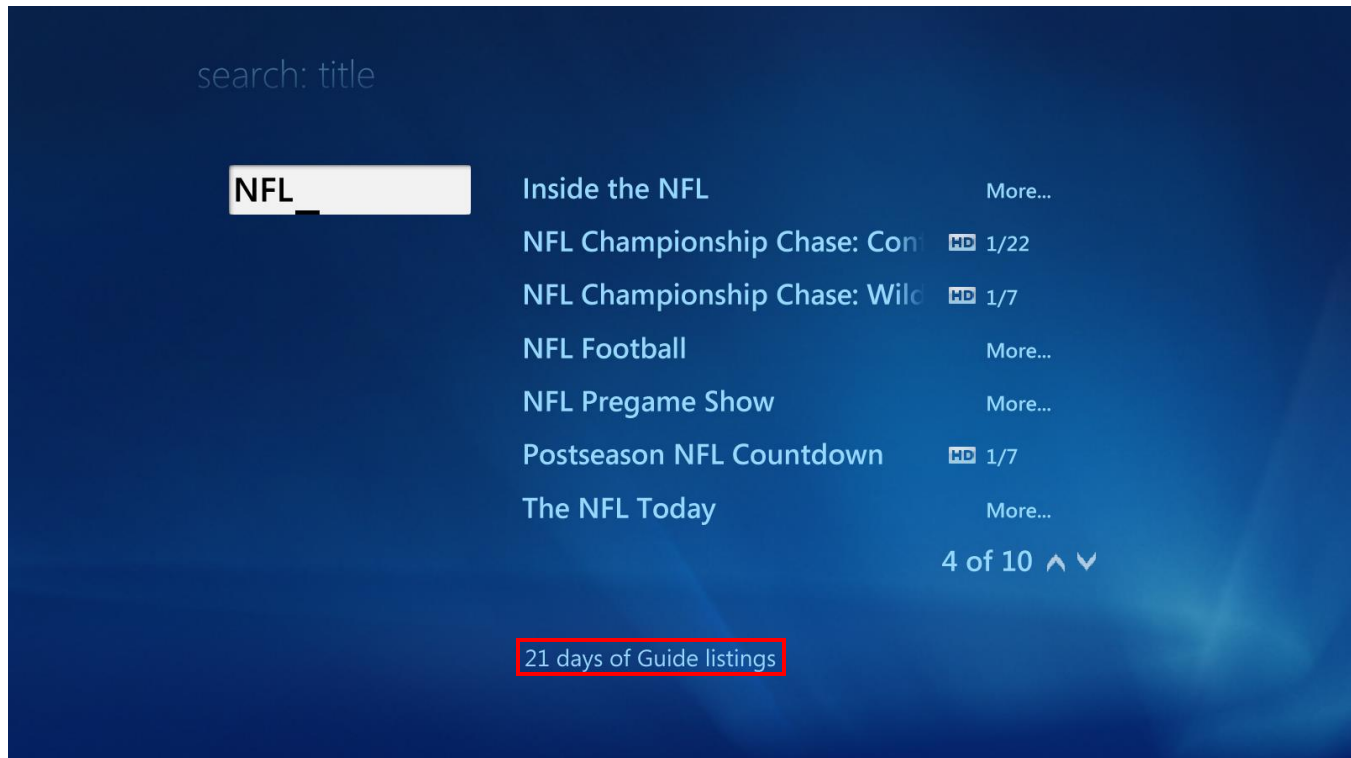 search: title
NFL_
Inside the NFL More...
NFL Championship Chase: Con HD 1/22
NFL Championship Chase: Wild HD 1/7
NFL Football More...
NFL Pregame Show More...
Postseason NFL Countdown HD 1/7
The NFL Today More...
4 of 10
21 days of Guide listings